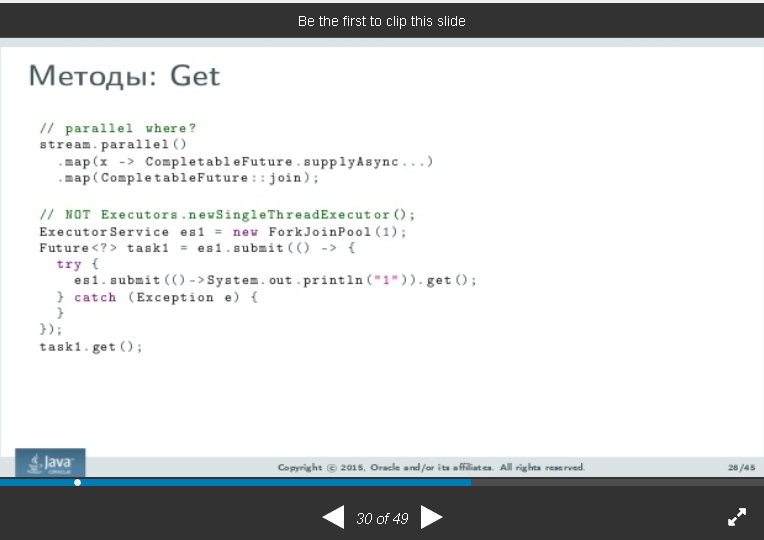 Be the first to clip this slide
Методы: Get
// parallel where?
stream.parallel()
.map(x -> CompletableFuture.supplyAsync...)
.map(CompletableFuture::join);
// NOT Executors.newSingleThreadExecutor();
ExecutorService es1 = new ForkJoinPool(1);
Future<?> task1 = es1.submit(() -> {
try {
es1.submit(()->System.out.println("1")).get();
} catch (Exception e) {
}
});
task1.get();
Java
ORACLE
Copyright © 2015, Oracle and/or its affiliates. All rights reserved.
28/45
30 of 49